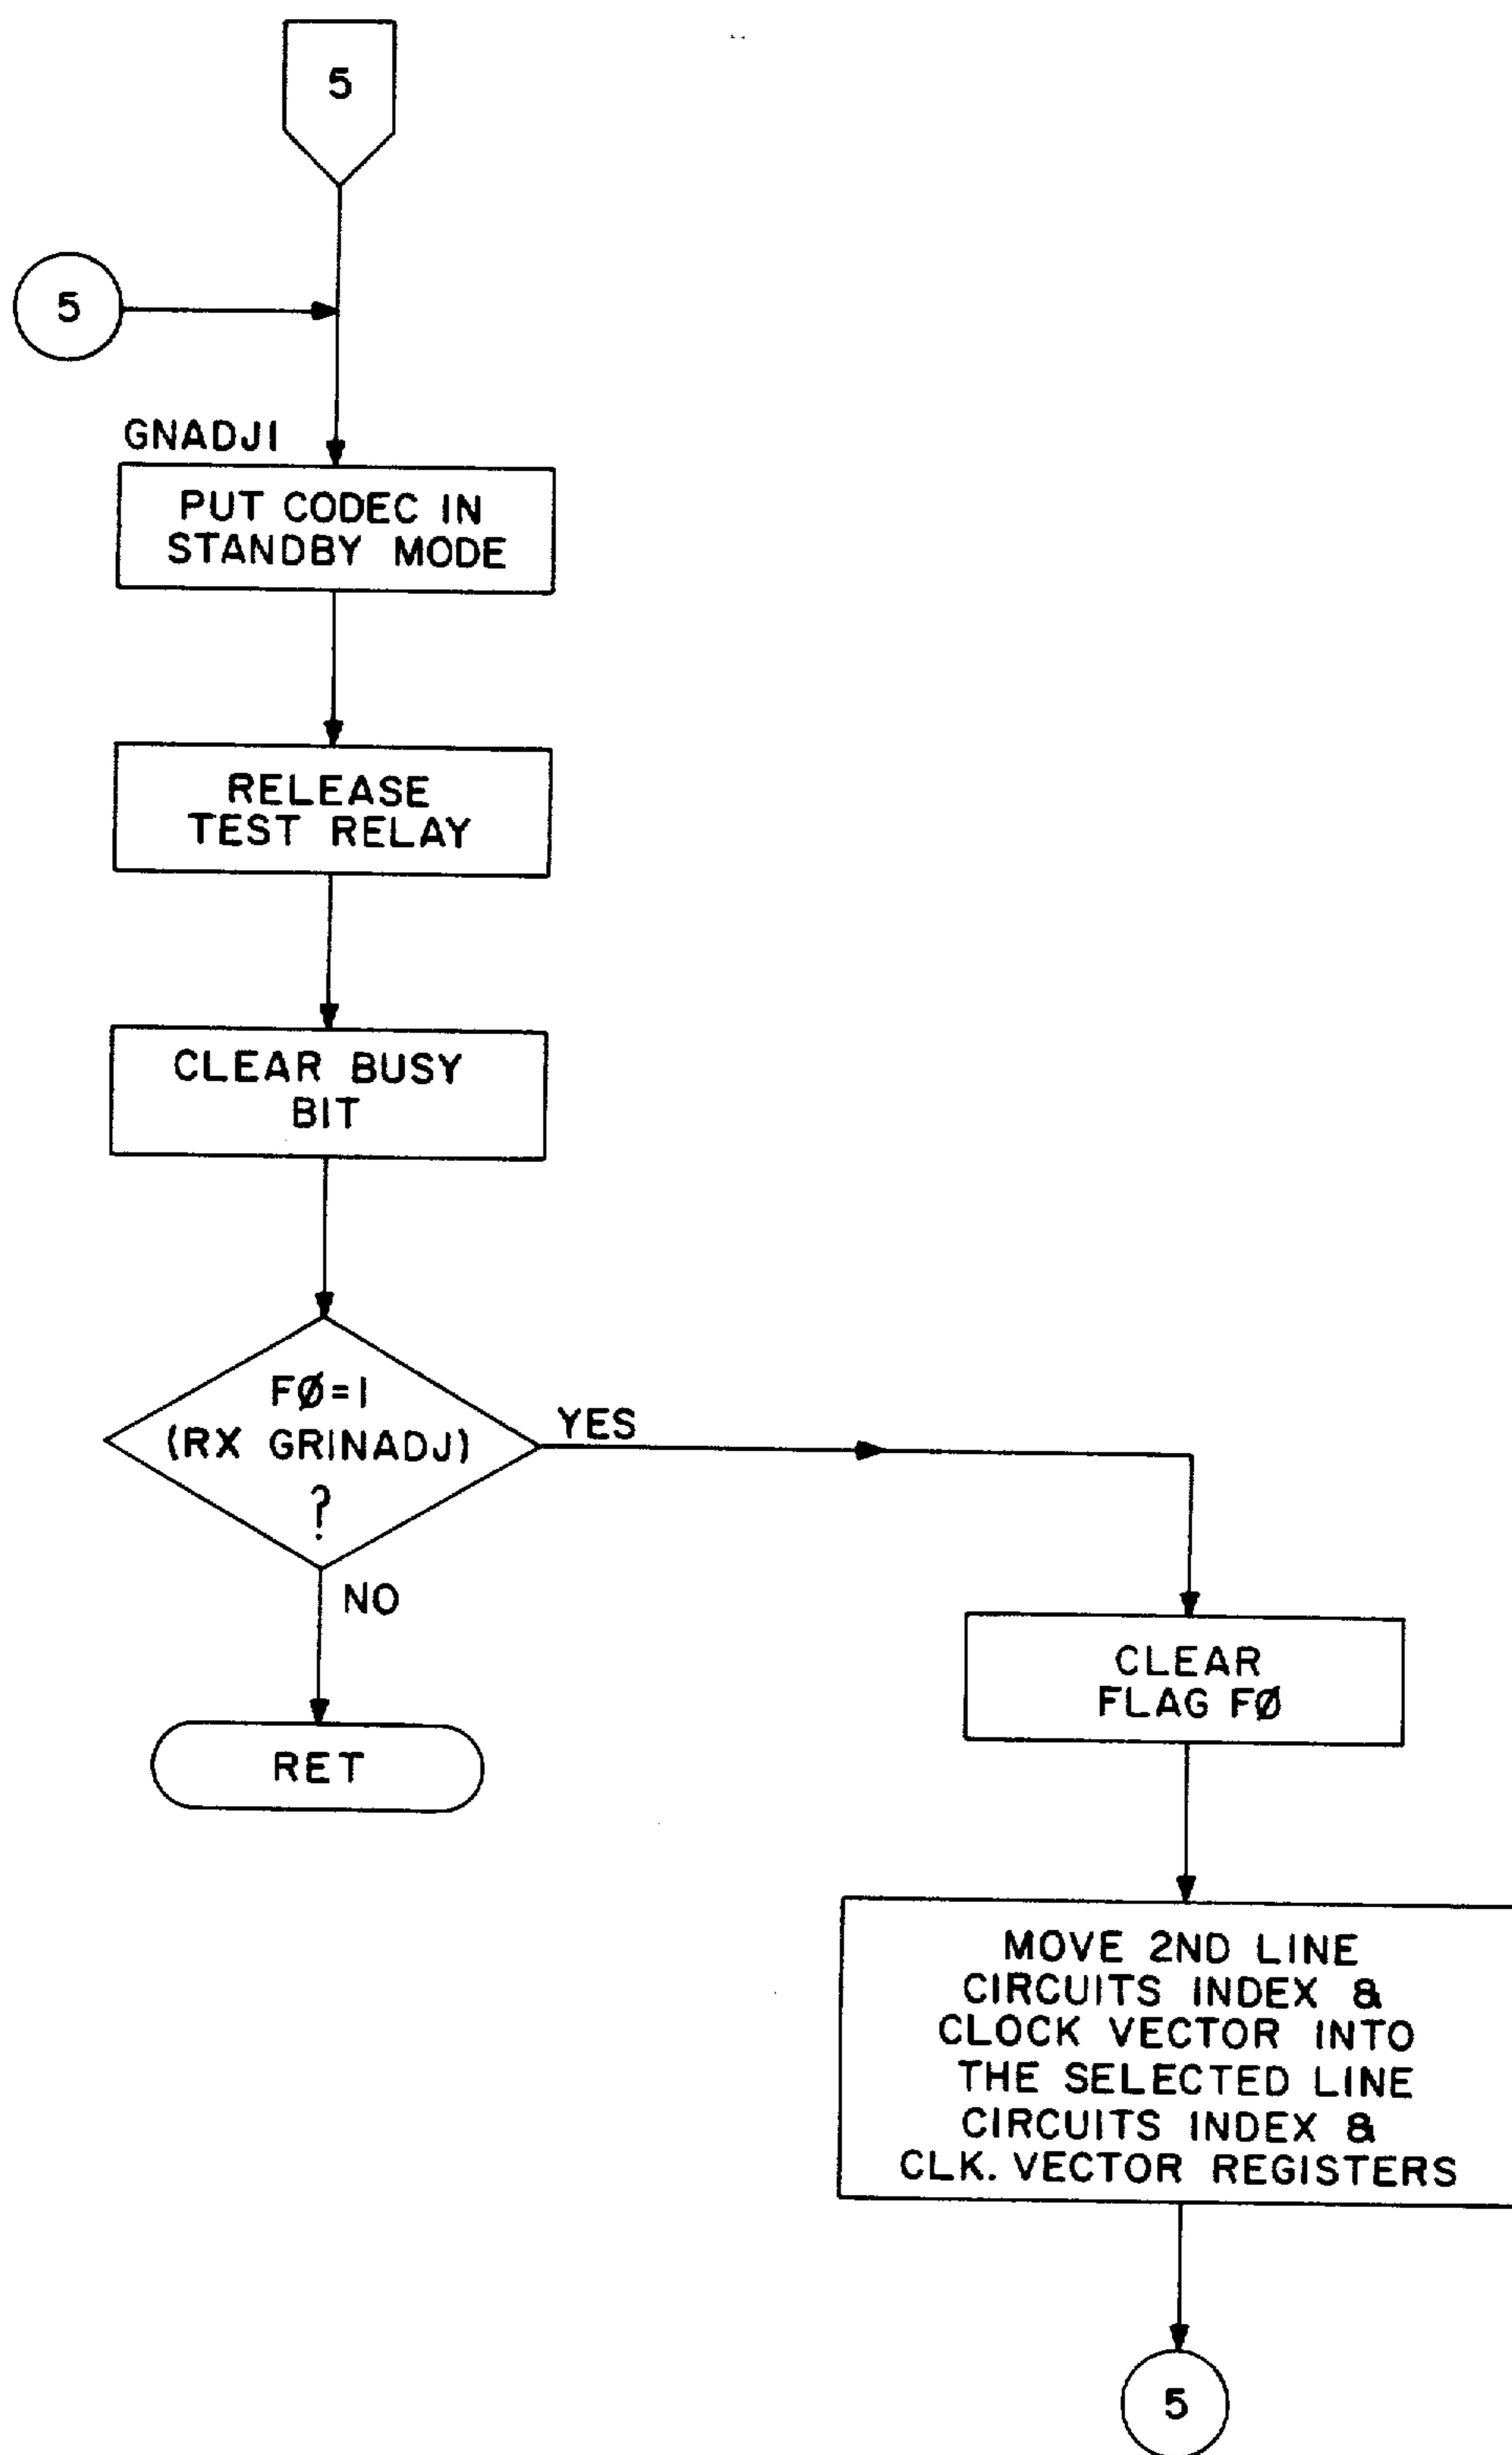 5
5
GNADJ1
PUT CODEC IN
STANDBY MODE
RELEASE
TEST RELAY
CLEAR BUSY
BIT
FØ=1
(RX GRINADJ)
?
YES
NO
RET
CLEAR
FLAG FØ
MOVE 2ND LINE
CIRCUITS INDEX &
CLOCK VECTOR INTO
THE SELECTED LINE
CIRCUITS INDEX &
CLK. VECTOR REGISTERS
5